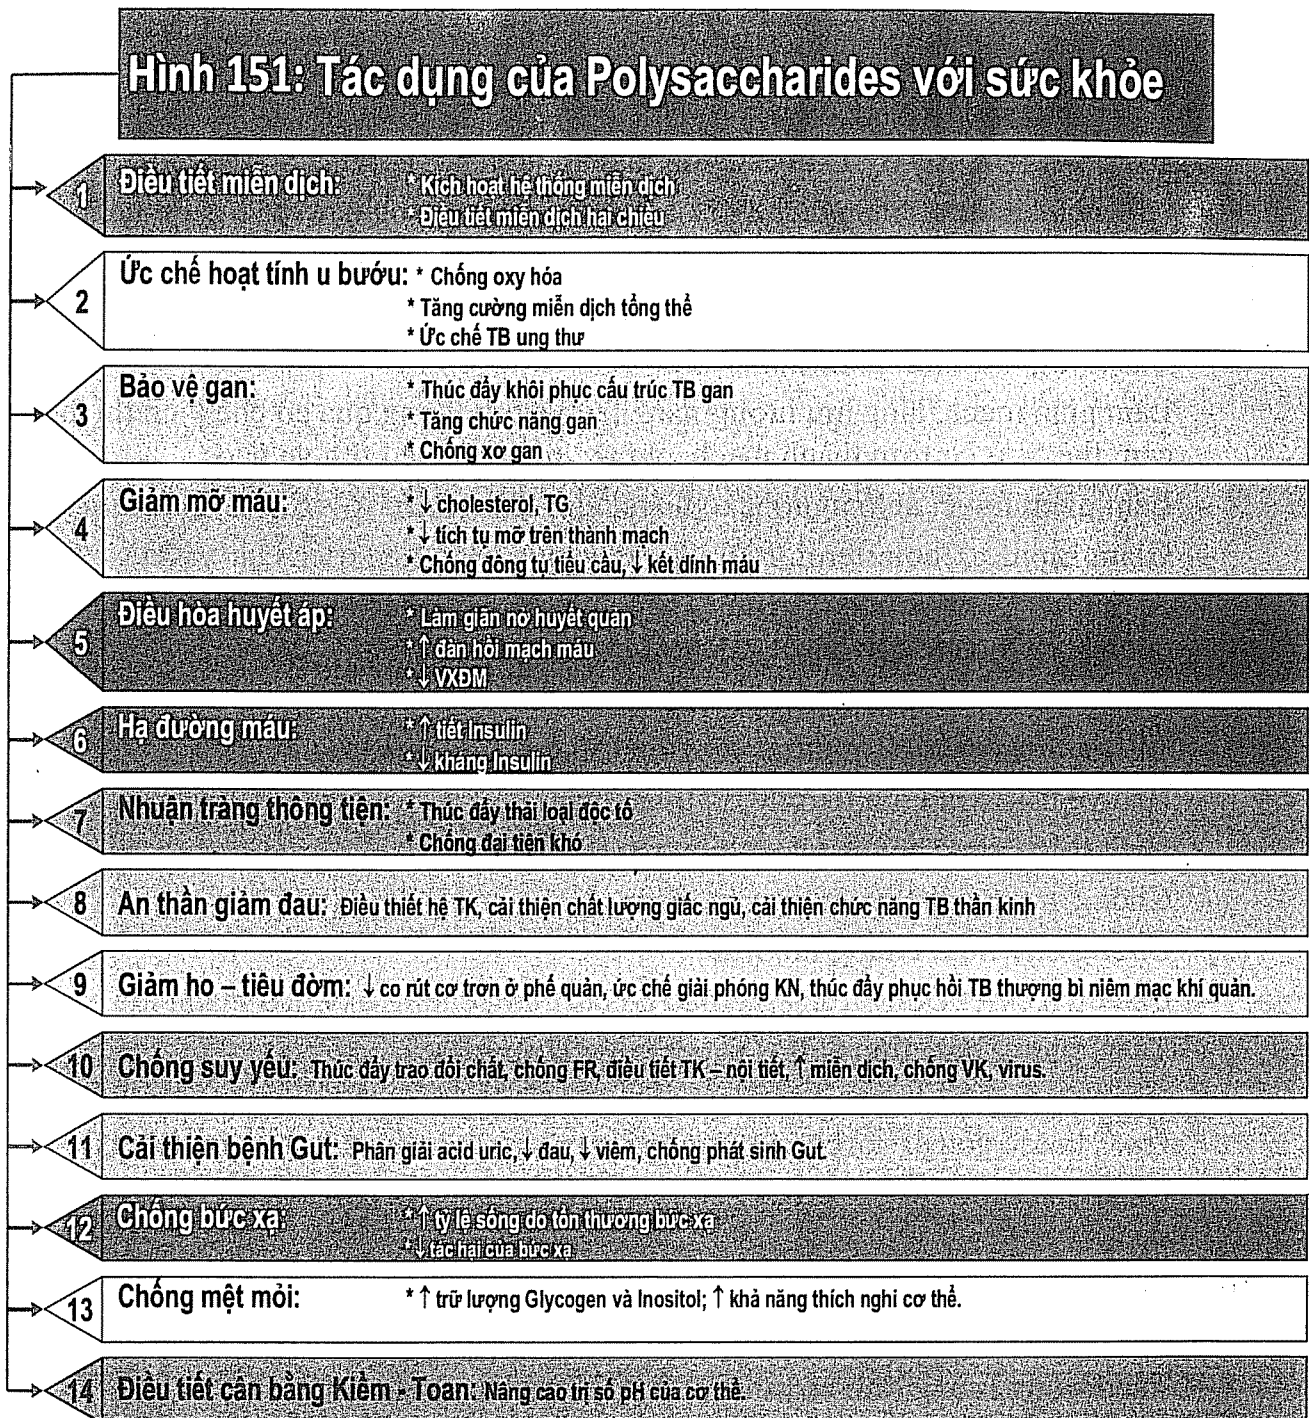 Hình 151: Tác dụng của Polysaccharides với sức khỏe
1 Điều tiết miễn dịch: * Kích hoạt hệ thống miễn dịch
* Điều tiết miễn dịch hai chiều
2 Ức chế hoạt tính u bướu: * Chống oxy hóa
* Tăng cường miễn dịch tổng thể
* Ức chế TB ung thư
3 Bảo vệ gan: * Thúc đẩy khôi phục cấu trúc TB gan
* Tăng chức năng gan
* Chống xơ gan
4 Giảm mỡ máu: * ↓ cholesterol, TG
* ↓ tích tụ mỡ trên thành mạch
* Chống đông tụ tiểu cầu, ↓ kết dính máu
5 Điều hòa huyết áp: * Làm giãn nở huyết quản
* ↑ đàn hồi mạch máu
* ↓ VXĐM
6 Hạ đường máu: * ↑ tiết Insulin
* ↓ kháng Insulin
7 Nhuận tràng thông tiện: * Thúc đẩy thải loại độc tố
* Chống đại tiện khó
8 An thần giảm đau: Điều thiết hệ TK, cải thiện chất lượng giấc ngủ, cải thiện chức năng TB thần kinh
9 Giảm ho – tiêu đờm: ↓ co rút cơ trơn ở phế quản, ức chế giải phóng KN, thúc đẩy phục hồi TB thượng bì niêm mạc khí quản.
10 Chống suy yếu: Thúc đẩy trao đổi chất, chống FR, điều tiết TK – nội tiết, ↑ miễn dịch, chống VK, virus.
11 Cải thiện bệnh Gut: Phân giải acid uric, ↓ đau, ↓ viêm, chống phát sinh Gut.
12 Chống bức xạ: * ↑ tỷ lệ sống do tổn thương bức xạ
* ↓ tác hại của bức xạ
13 Chống mệt mỏi: * ↑ trữ lượng Glycogen và Inositol; ↑ khả năng thích nghi cơ thể.
14 Điều tiết cân bằng Kiềm - Toan: Nâng cao trị số pH của cơ thể.